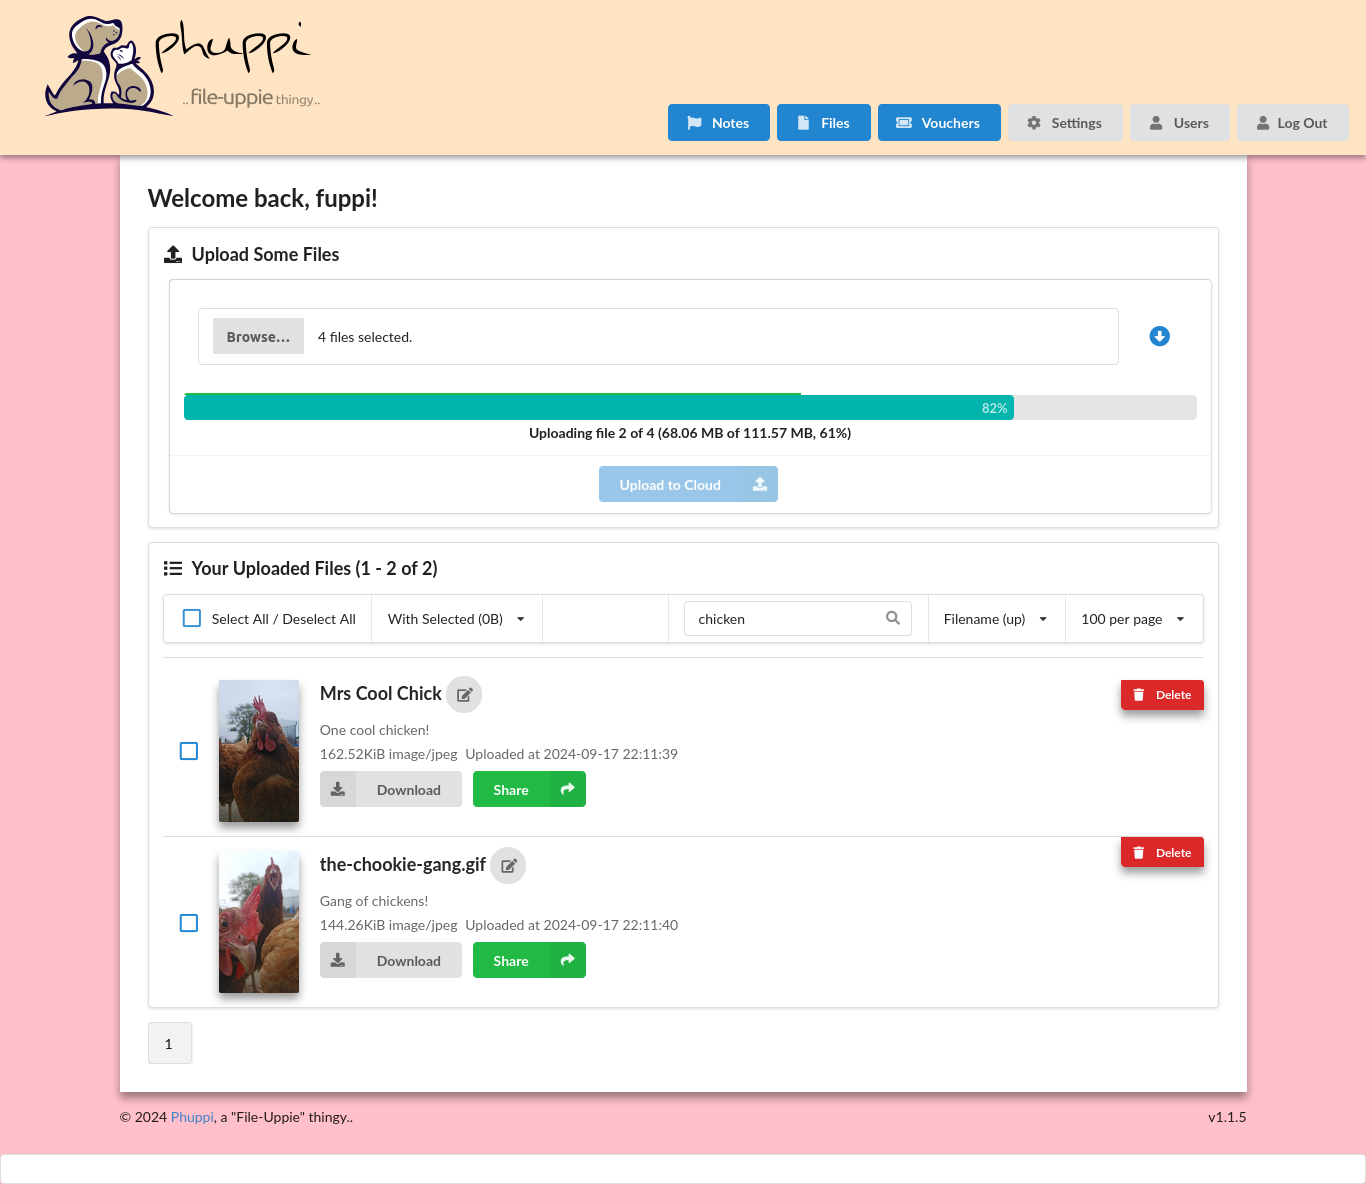 phuppi
..file-uppie thingy..
Notes
Files
Vouchers
Settings
Users
Log Out
Welcome back, fuppi!
Upload Some Files
Browse...
4 files selected.
82%
Uploading file 2 of 4 (68.06 MB of 111.57 MB, 61%)
Upload to Cloud
Your Uploaded Files (1 - 2 of 2)
Select All / Deselect All
With Selected (0B)
chicken
Filename (up)
100 per page
Mrs Cool Chick
Delete
One cool chicken!
162.52KiB image/jpeg Uploaded at 2024-09-17 22:11:39
Download
Share
the-chookie-gang.gif
Delete
Gang of chickens!
144.26KiB image/jpeg Uploaded at 2024-09-17 22:11:40
Download
Share
1
© 2024 Phuppi, a "File-Uppie" thingy..
v1.1.5